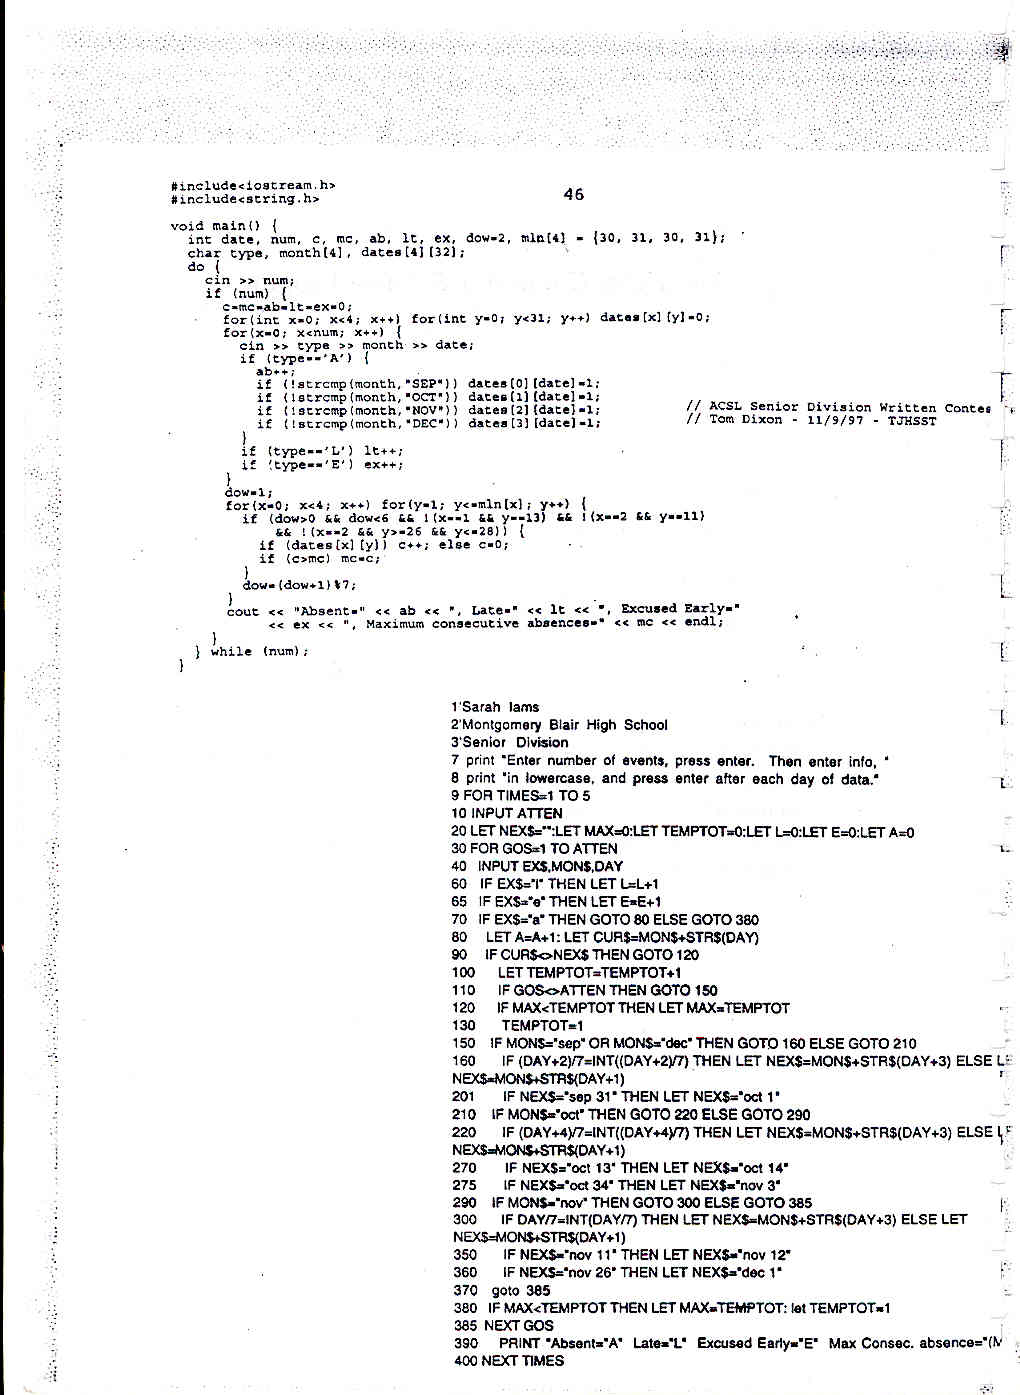 #include<iostream.h>
#include<string.h>
46
void main() {
int date, num, c, mc, ab, lt, ex, dow=2, mln[4] = {30, 31, 30, 31};
char type, month[4], dates[4][32];
do {
cin >> num;
if (num) {
c=mc=ab=lt=ex=0;
for(int x=0; x<4; x++) for(int y=0; y<31; y++) dates[x][y]=0;
for(x=0; x<num; x++) {
cin >> type >> month >> date;
if (type=='A') {
ab++;
if (!strcmp(month,"SEP")) dates[0][date]=1;
if (!strcmp(month,"OCT")) dates[1][date]=1;
if (!strcmp(month,"NOV")) dates[2][date]=1;
if (!strcmp(month,"DEC")) dates[3][date]=1;
// ACSL Senior Division Written Contes
// Tom Dixon - 11/9/97 - TJHSST
}
if (type=='L') lt++;
if (type=='E') ex++;
}
dow=1;
for(x=0; x<4; x++) for(y=1; y<=mln[x]; y++) {
if (dow>0 && dow<6 && !(x==1 && y==13) && !(x==2 && y==11)
&& !(x==2 && y>=26 && y<=28)) {
if (dates[x][y]) c++; else c=0;
if (c>mc) mc=c;
}
dow=(dow+1)%7;
}
cout << "Absent=" << ab << ", Late=" << lt << ", Excused Early="
<< ex << ", Maximum consecutive absences=" << mc << endl;
}
} while (num);
}
1'Sarah Iams
2'Montgomery Blair High School
3'Senior Division
7 print "Enter number of events, press enter. Then enter info, "
8 print "in lowercase, and press enter after each day of data."
9 FOR TIMES=1 TO 5
10 INPUT ATTEN
20 LET NEX$="":LET MAX=0:LET TEMPTOT=0:LET L=0:LET E=0:LET A=0
30 FOR GOS=1 TO ATTEN
40 INPUT EX$,MON$,DAY
60 IF EX$="l" THEN LET L=L+1
65 IF EX$="e" THEN LET E=E+1
70 IF EX$="a" THEN GOTO 80 ELSE GOTO 380
80 LET A=A+1: LET CUR$=MON$+STR$(DAY)
90 IF CUR$<>NEX$ THEN GOTO 120
100 LET TEMPTOT=TEMPTOT+1
110 IF GOS<>ATTEN THEN GOTO 150
120 IF MAX<TEMPTOT THEN LET MAX=TEMPTOT
130 TEMPTOT=1
150 IF MON$="sep" OR MON$="dec" THEN GOTO 160 ELSE GOTO 210
160 IF (DAY+2)/7=INT((DAY+2)/7) THEN LET NEX$=MON$+STR$(DAY+3) ELSE LE
NEX$=MON$+STR$(DAY+1)
201 IF NEX$="sep 31" THEN LET NEX$="oct 1"
210 IF MON$="oct" THEN GOTO 220 ELSE GOTO 290
220 IF (DAY+4)/7=INT((DAY+4)/7) THEN LET NEX$=MON$+STR$(DAY+3) ELSE LE
NEX$=MON$+STR$(DAY+1)
270 IF NEX$="oct 13" THEN LET NEX$="oct 14"
275 IF NEX$="oct 34" THEN LET NEX$="nov 3"
290 IF MON$="nov" THEN GOTO 300 ELSE GOTO 385
300 IF DAY/7=INT(DAY/7) THEN LET NEX$=MON$+STR$(DAY+3) ELSE LET
NEX$=MON$+STR$(DAY+1)
350 IF NEX$="nov 11" THEN LET NEX$="nov 12"
360 IF NEX$="nov 26" THEN LET NEX$="dec 1"
370 goto 385
380 IF MAX<TEMPTOT THEN LET MAX=TEMPTOT: let TEMPTOT=1
385 NEXT GOS
390 PRINT "Absent="A" Late="L" Excused Early="E" Max Consec. absence="(M
400 NEXT TIMES